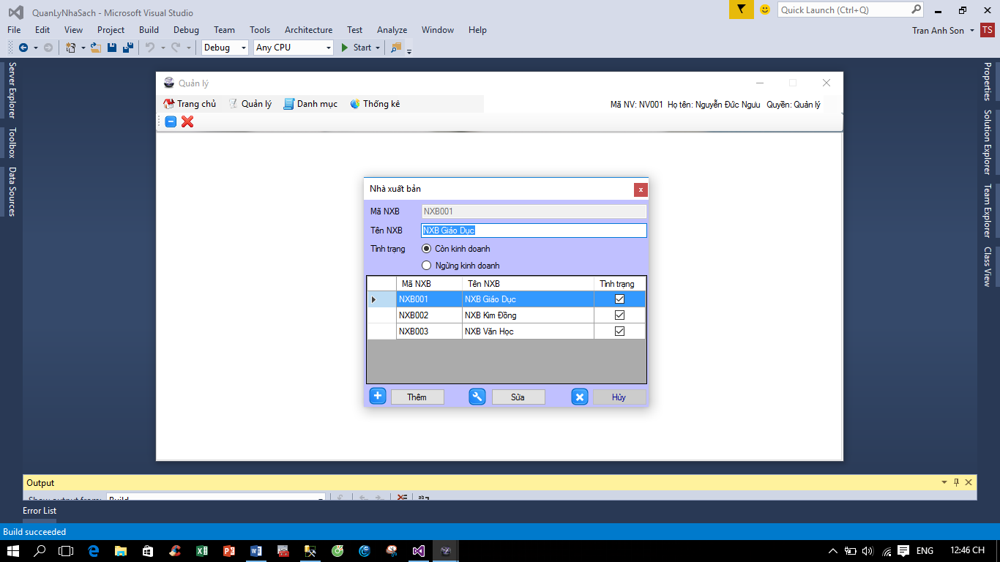 QuanLyNhaSach - Microsoft Visual Studio
Quick Launch (Ctrl+Q)
File Edit View Project Build Debug Team Tools Architecture Test Analyze Window Help
Tran Anh Son TS
Debug Any CPU Start
Server Explorer
Toolbox
Data Sources
Properties
Solution Explorer
Team Explorer
Class View
Quản lý
Trang chủ Quản lý Danh mục Thống kê
Mã NV: NV001 Họ tên: Nguyễn Đức Ngưu Quyền: Quản lý
Nhà xuất bản
x
Mã NXB NXB001
Tên NXB NXB Giáo Dục
Tình trạng Còn kinh doanh
Ngừng kinh doanh
Mã NXB Tên NXB Tình trạng
NXB001 NXB Giáo Dục
NXB002 NXB Kim Đồng
NXB003 NXB Văn Học
Thêm Sửa Hủy
Output
Show output from: Build
Error List
Build succeeded
ENG 12:46 CH